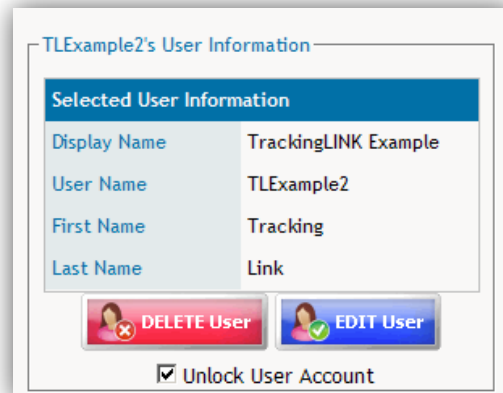 TLExample2's User Information
Selected User Information
Display Name TrackingLINK Example
User Name TLExample2
First Name Tracking
Last Name Link
DELETE User EDIT User
Unlock User Account